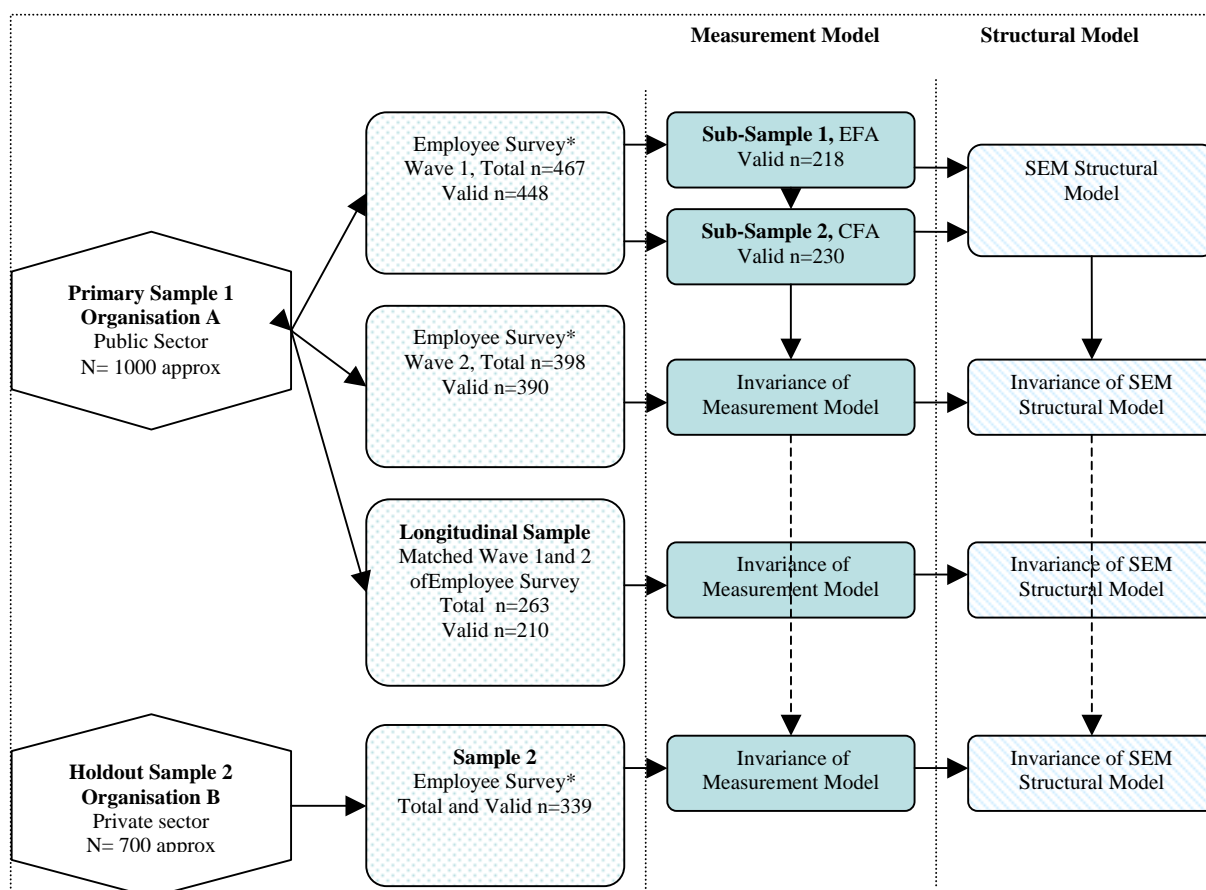 Measurement Model
Structural Model
Primary Sample 1
Organisation A
Public Sector
N= 1000 approx
Employee Survey*
Wave 1, Total n=467
Valid n=448
Sub-Sample 1, EFA
Valid n=218
Sub-Sample 2, CFA
Valid n=230
SEM Structural
Model
Employee Survey*
Wave 2, Total n=398
Valid n=390
Invariance of
Measurement Model
Invariance of SEM
Structural Model
Longitudinal Sample
Matched Wave 1and 2
ofEmployee Survey
Total n=263
Valid n=210
Invariance of
Measurement Model
Invariance of SEM
Structural Model
Holdout Sample 2
Organisation B
Private sector
N= 700 approx
Sample 2
Employee Survey*
Total and Valid n=339
Invariance of
Measurement Model
Invariance of SEM
Structural Model